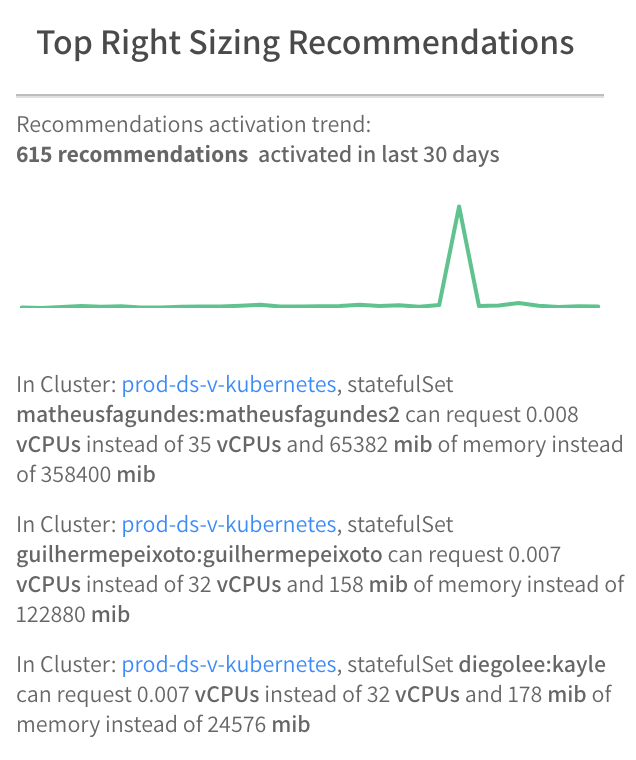 Top Right Sizing Recommendations
Recommendations activation trend:
615 recommendations activated in last 30 days
In Cluster: prod-ds-v-kubernetes, statefulSet
matheusfagundes:matheusfagundes2 can request 0.008
vCPUs instead of 35 vCPUs and 65382 mib of memory instead
of 358400 mib
In Cluster: prod-ds-v-kubernetes, statefulSet
guilhermepeixoto:guilhermepeixoto can request 0.007
vCPUs instead of 32 vCPUs and 158 mib of memory instead of
122880 mib
In Cluster: prod-ds-v-kubernetes, statefulSet diegolee:kayle
can request 0.007 vCPUs instead of 32 vCPUs and 178 mib of
memory instead of 24576 mib